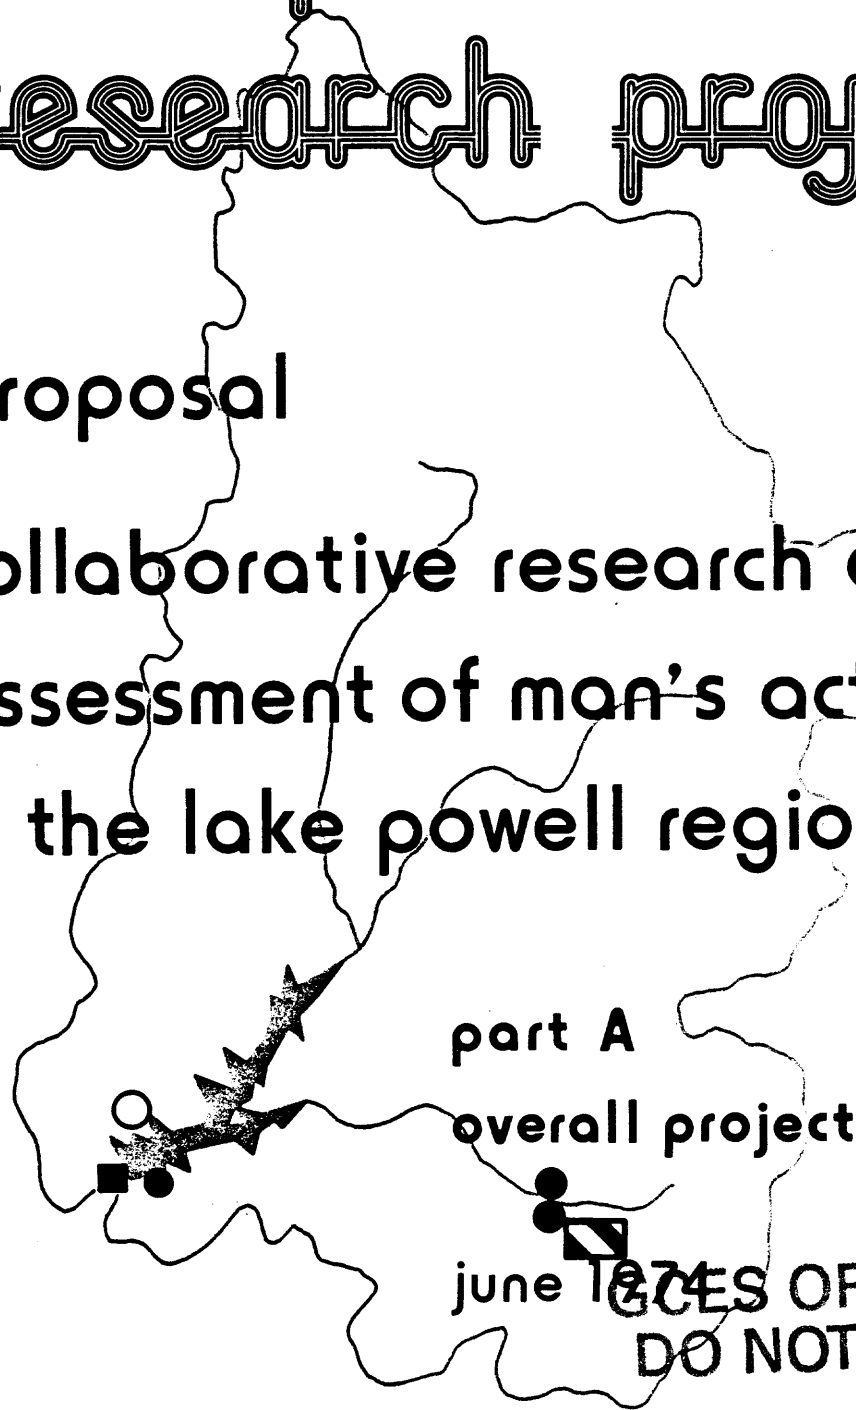 research proj
roposal
ollaborative research
ssessment of man's act
the lake powell regio
part A
overall project
june 1974
GCES OF
DO NOT